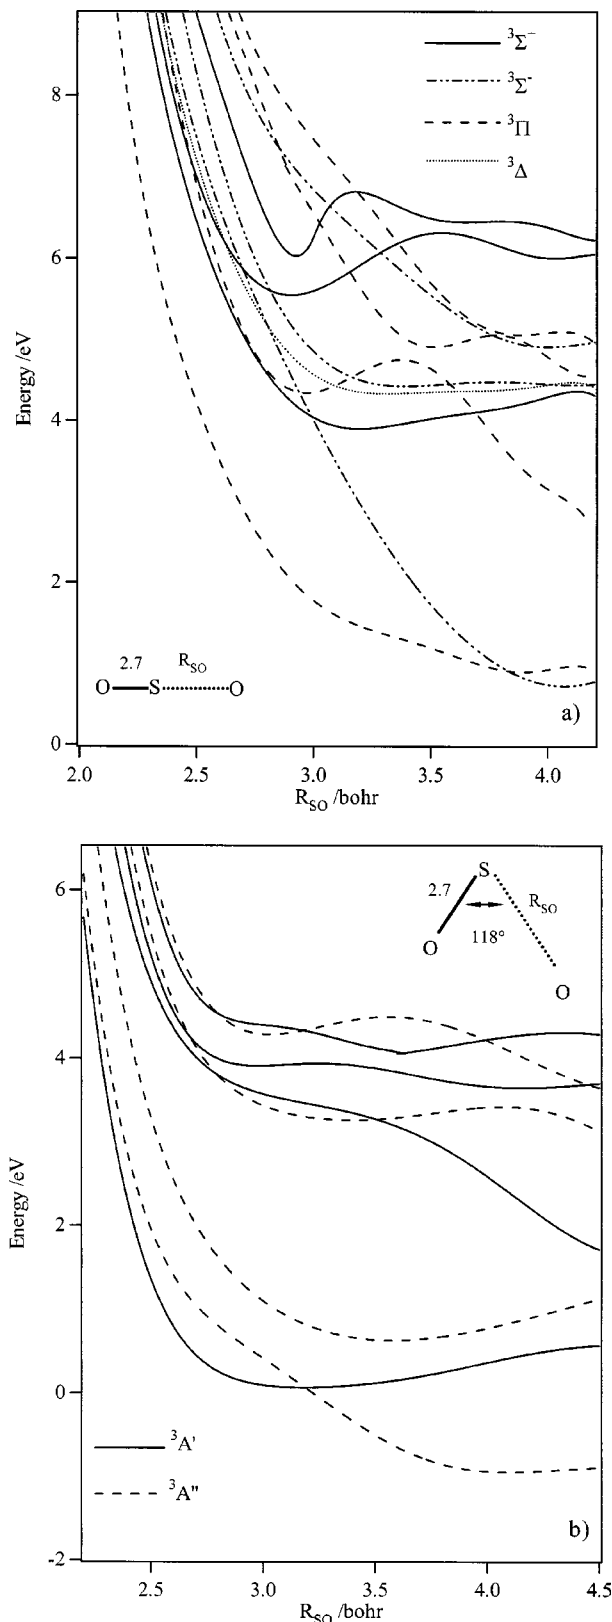 ³Σ⁺
³Σ⁻
³Π
³Δ
8
6
4
2
0
Energy /eV
2.7 R_SO
O S O
a)
2.0 2.5 3.0 3.5 4.0
R_SO /bohr
6
4
2
0
-2
Energy /eV
S
2.7 R_SO
O 118°
O
³A'
³A"
b)
2.5 3.0 3.5 4.0 4.5
R_SO /bohr